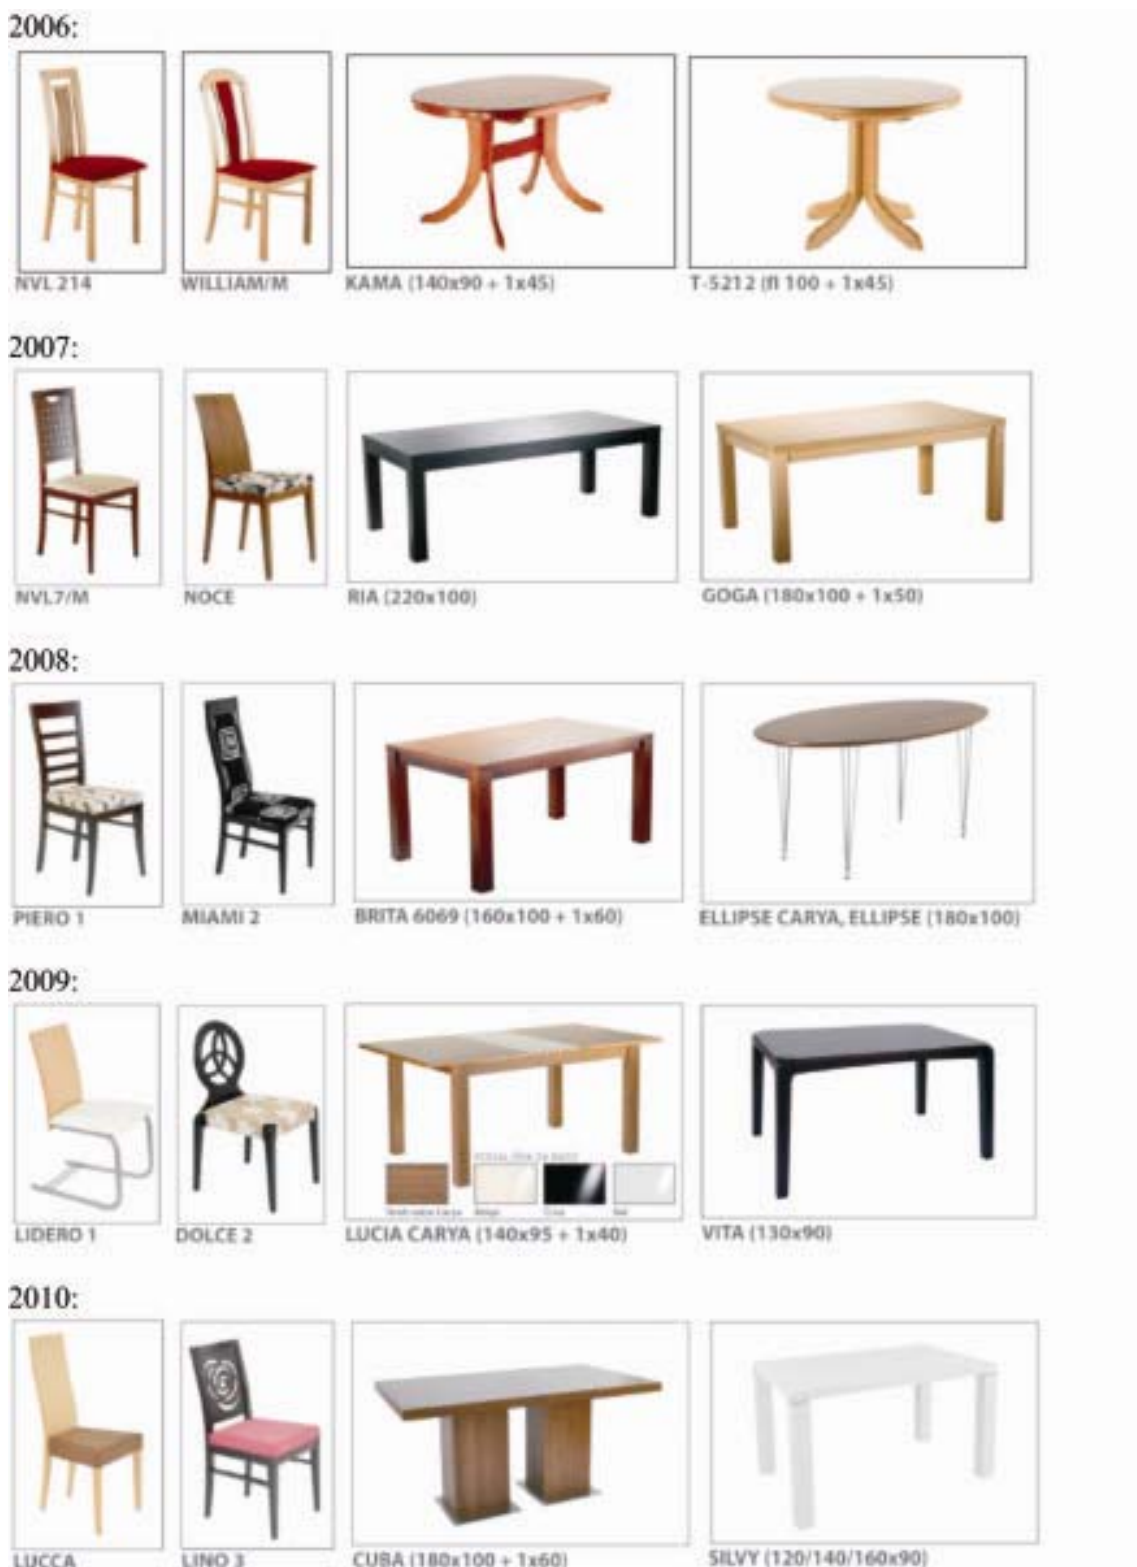 2006:
NVL 214 WILLIAM/M KAMA (140x90 + 1x45) T-5212 (fl 100 + 1x45)
2007:
NVL7/M NOCE RIA (220x100) GOGA (180x100 + 1x50)
2008:
PIERO 1 MIAMI 2 BRITA 6069 (160x100 + 1x60) ELLIPSE CARYA, ELLIPSE (180x100)
2009:
LIDERO 1 DOLCE 2 LUCIA CARYA (140x95 + 1x40) VITA (130x90)
2010:
LUCCA LINO 3 CUBA (180x100 + 1x60) SILVY (120/140/160x90)